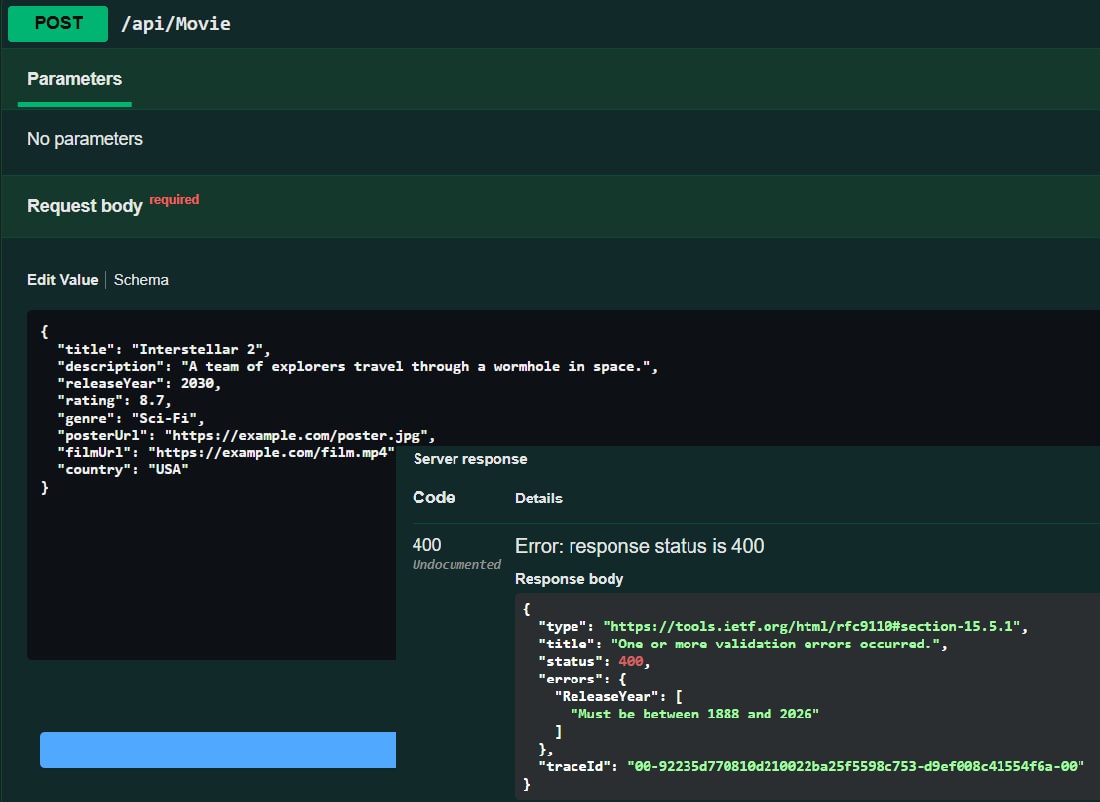 POST /api/Movie
Parameters
No parameters
Request body required
Edit Value | Schema
{
  "title": "Interstellar 2",
  "description": "A team of explorers travel through a wormhole in space.",
  "releaseYear": 2030,
  "rating": 8.7,
  "genre": "Sci-Fi",
  "posterUrl": "https://example.com/poster.jpg",
  "filmUrl": "https://example.com/film.mp4"
  "country": "USA"
}
Server response
Code Details
400 Error: response status is 400
Undocumented
Response body
{
  "type": "https://tools.ietf.org/html/rfc9110#section-15.5.1",
  "title": "One or more validation errors occurred.",
  "status": 400,
  "errors": {
    "ReleaseYear": [
      "Must be between 1888 and 2026"
    ]
  },
  "traceId": "00-92235d770810d210022ba25f5598c753-d9ef008c41554f6a-00"
}